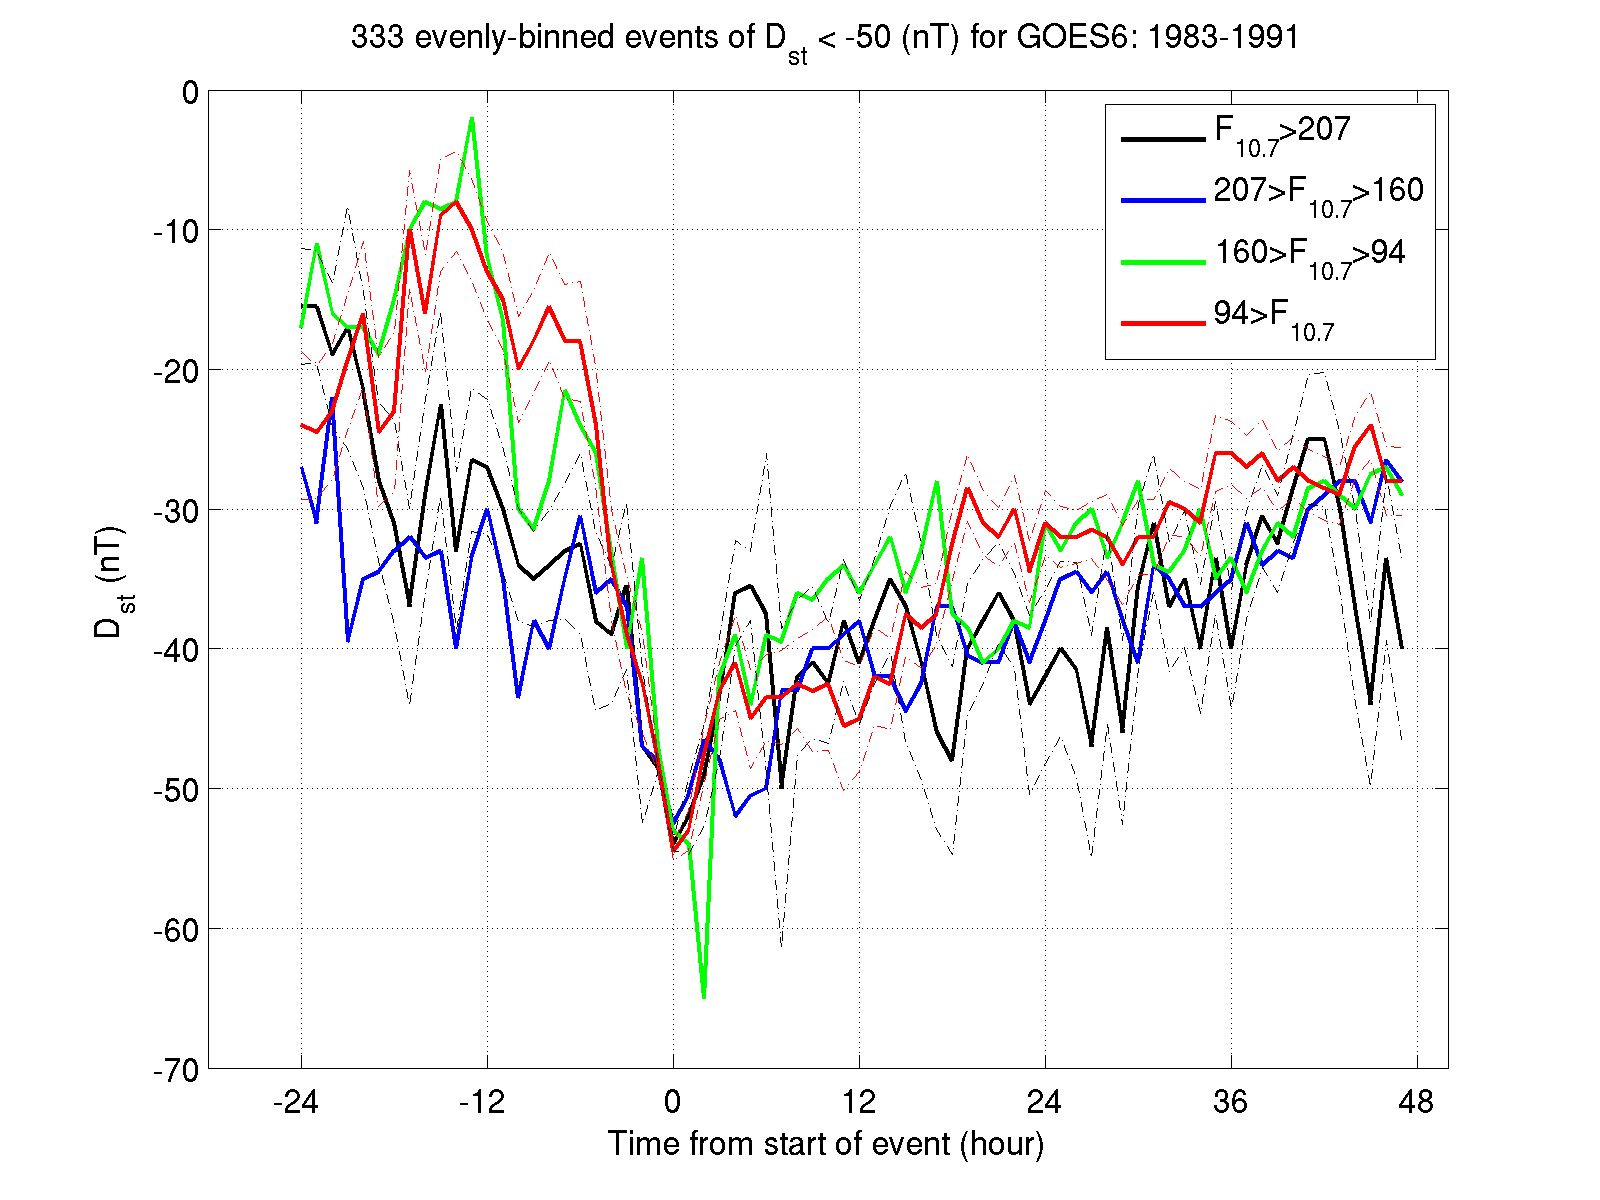 333 evenly-binned events of D_st < -50 (nT) for GOES6: 1983-1991
0
-10
-20
-30
-40
-50
-60
-70
D_st (nT)
F_10.7>207
207>F_10.7>160
160>F_10.7>94
94>F_10.7
-24
-12
0
12
24
36
48
Time from start of event (hour)